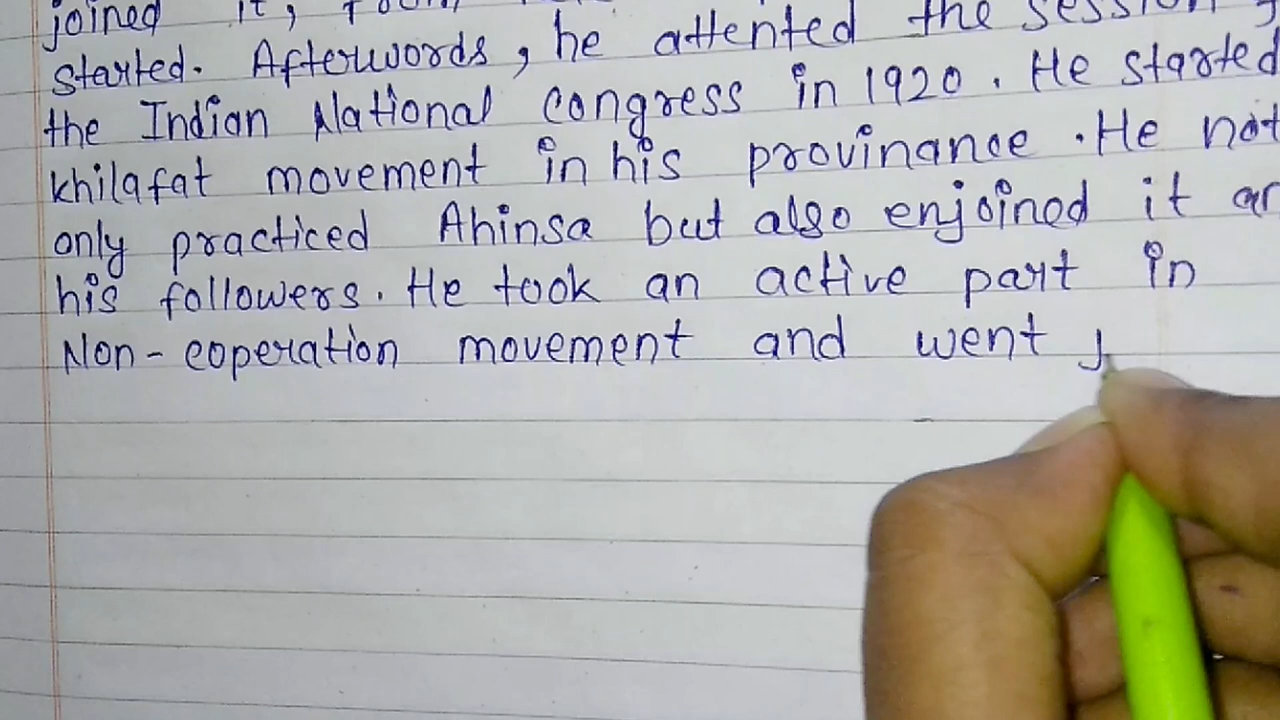 joined it,
started. Afterwords, he attented the session
the Indian National congress in 1920. He started
khilafat movement in his provinance. He not
only practiced Ahinsa but also enjoined it
his followers. He took an active part in
Non-eoperation movement and went